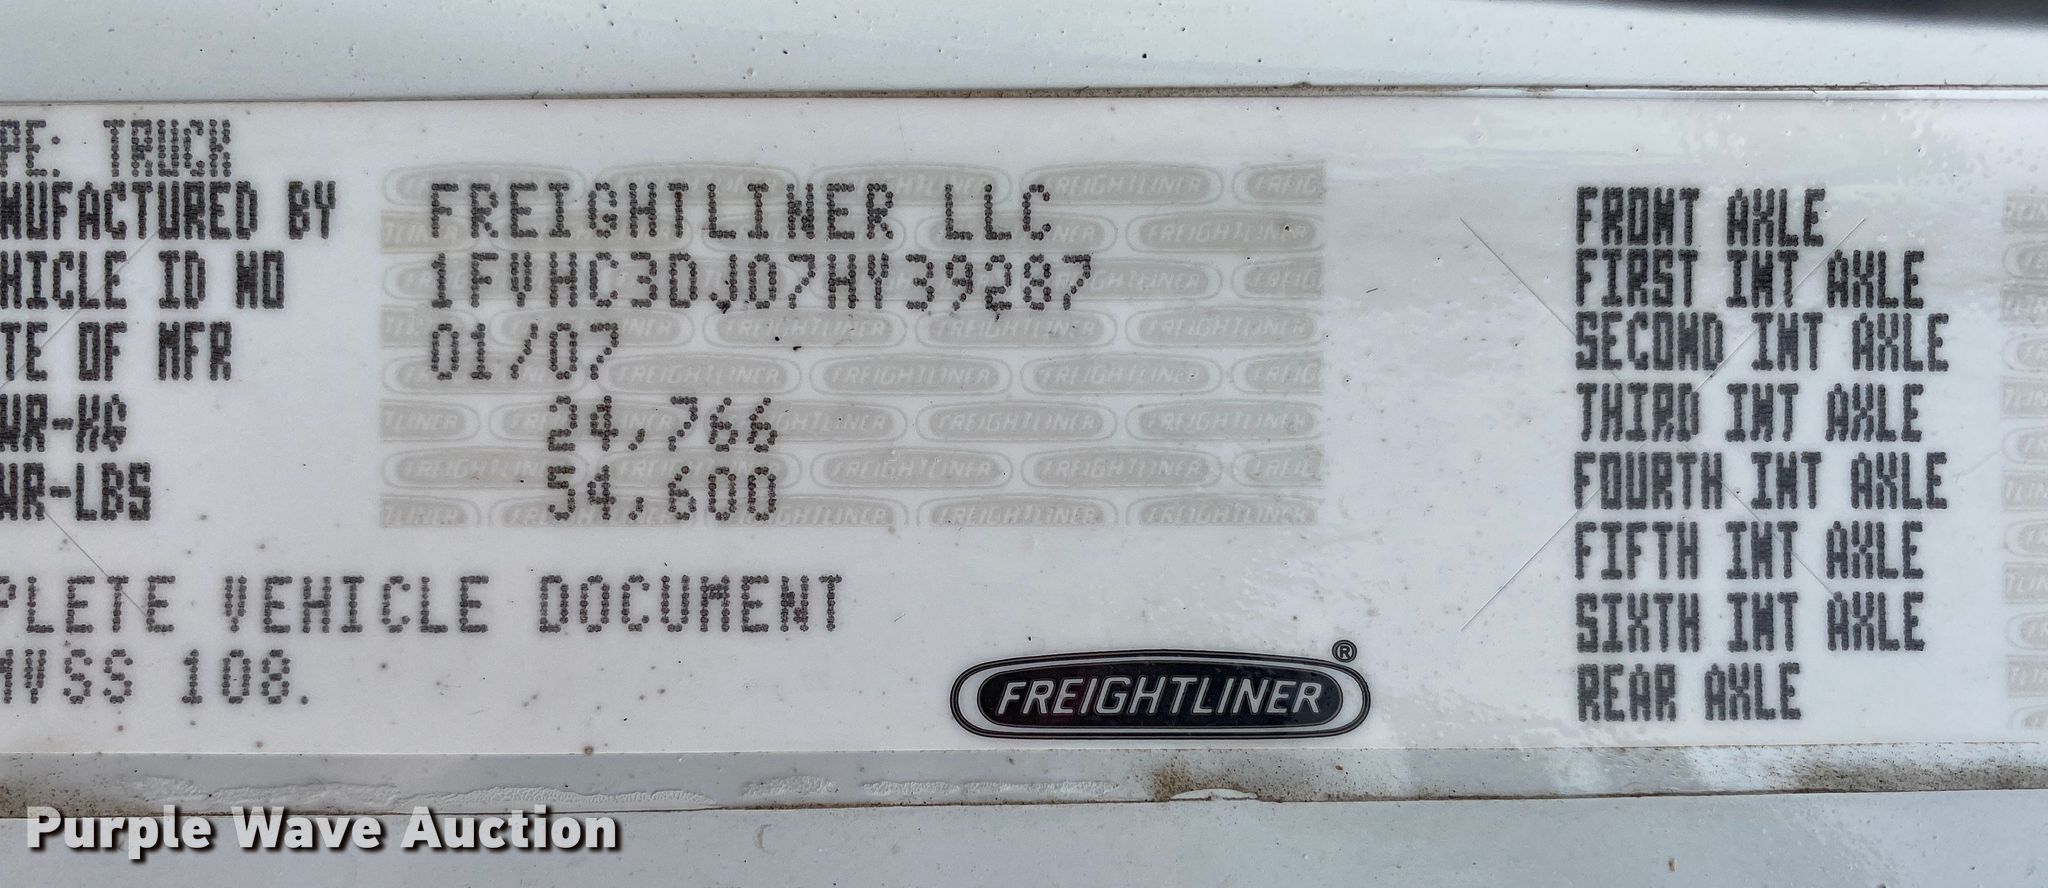 PE: TRUCK
NUFACTURED BY FREIGHTLINER LLC
HICLE ID NO 1FVHC3DJ07HY39287
TE OF MFR 01/07
WR-KG 24,766
WR-LBS 54,600
PLETE VEHICLE DOCUMENT
MVSS 108.
FREIGHTLINER®
FRONT AXLE
FIRST INT AXLE
SECOND INT AXLE
THIRD INT AXLE
FOURTH INT AXLE
FIFTH INT AXLE
SIXTH INT AXLE
REAR AXLE
Purple Wave Auction